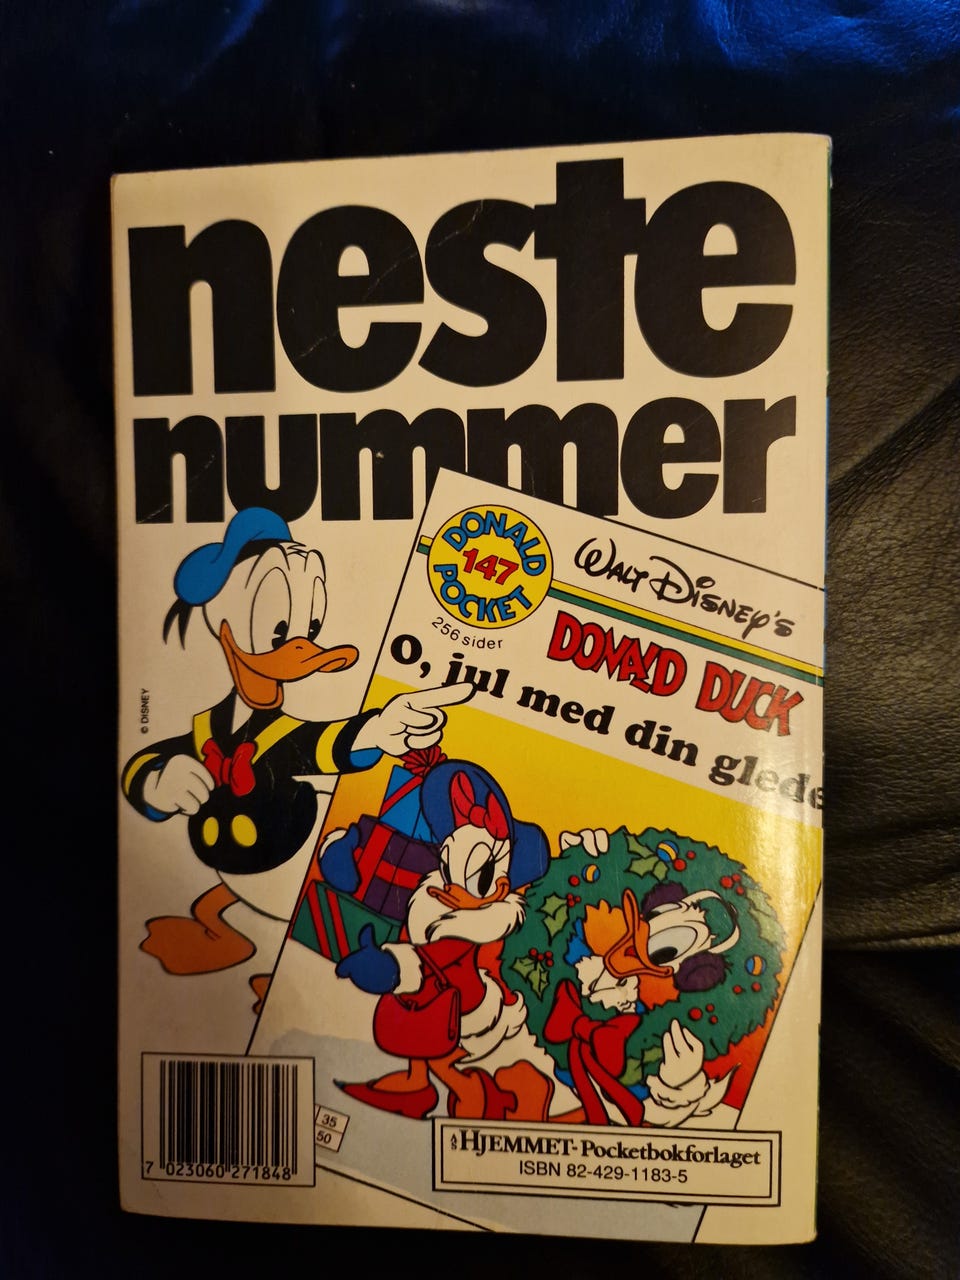 neste
nummer
DONALD
147
POCKET
256 sider
WALT DISNEY'S
DONALD DUCK
O, jul med din glede
© DISNEY
35
50
7 023060 271848
AS HJEMMET-Pocketbokforlaget
ISBN 82-429-1183-5